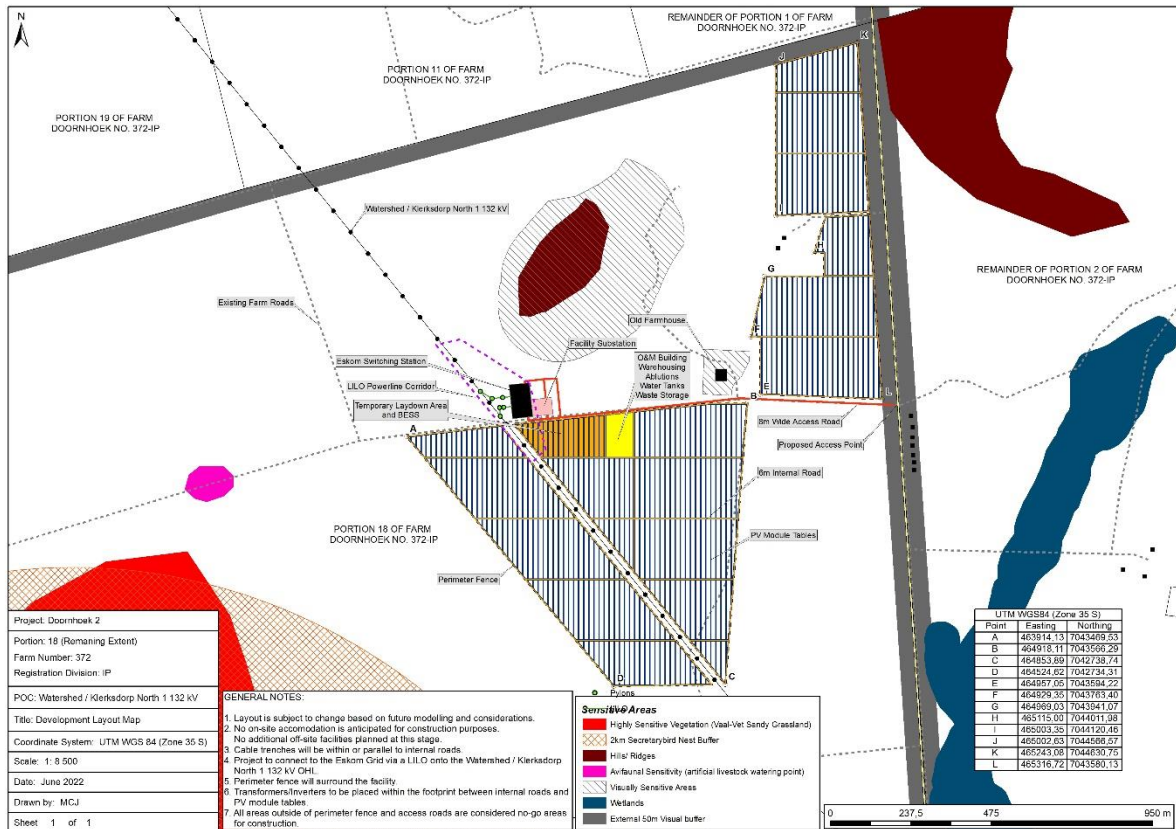 N
REMAINDER OF PORTION 1 OF FARM
DOORNHOEK NO. 372-IP
K
J
PORTION 11 OF FARM
DOORNHOEK NO. 372-IP
PORTION 19 OF FARM
DOORNHOEK NO. 372-IP
Watershed / Klerksdorp North 1 132 kV
I
H
REMAINDER OF PORTION 2 OF FARM
DOORNHOEK NO. 372-IP
G
Existing Farm Roads
Old Farmhouse
F
Facility Substation
Eskom Switching Station
O&M Building
Warehousing
Ablutions
Water Tanks
Waste Storage
LILO Powerline Corridor
E
L
Temporary Laydown Area
and BESS
B
8m Wide Access Road
A
Proposed Access Point
6m Internal Road
PORTION 18 OF FARM
DOORNHOEK NO. 372-IP
PV Module Tables
Perimeter Fence
D
C
Project: Doornhoek 2
Portion: 18 (Remaning Extent)
Farm Number: 372
Registration Division: IP
POC: Watershed / Klerksdorp North 1 132 kV
Title: Development Layout Map
Coordinate System: UTM WGS 84 (Zone 35 S)
Scale: 1: 8 500
Date: June 2022
Drawn by: MCJ
Sheet 1 of 1
GENERAL NOTES:
1. Layout is subject to change based on future modelling and considerations.
2. No on-site accomodation is anticipated for construction purposes.
No additional off-site facilities planned at this stage.
3. Cable trenches will be within or parallel to internal roads.
4. Project to connect to the Eskom Grid via a LILO onto the Watershed / Klerksdorp
North 1 132 kV OHL.
5. Perimeter fence will surround the facility.
6. Transformers/Inverters to be placed within the footprint between internal roads and
PV module tables.
7. All areas outside of perimeter fence and access roads are considered no-go areas
for construction.
Pylons
Sensitive Areas
Highly Sensitive Vegetation (Vaal-Vet Sandy Grassland)
2km Secretarybird Nest Buffer
Hills/ Ridges
Avifaunal Sensitivity (artificial livestock watering point)
Visually Sensitive Areas
Wetlands
External 50m Visual buffer
UTM WGS84 (Zone 35 S)
Point Easting Northing
A 463914,13 7043469,53
B 464918,11 7043566,29
C 464853,89 7042738,74
D 464524,62 7042734,31
E 464957,05 7043594,22
F 464929,35 7043763,40
G 464969,03 7043941,07
H 465115,00 7044011,98
I 465003,35 7044120,46
J 465002,63 7044566,57
K 465243,08 7044630,75
L 465316,72 7043580,13
0 237,5 475 950 m